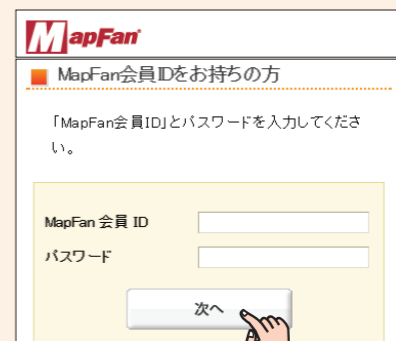 MapFan
MapFan会員IDをお持ちの方
「MapFan会員ID」とパスワードを入力してくださ
い。
MapFan 会員 ID
パスワード
次へ